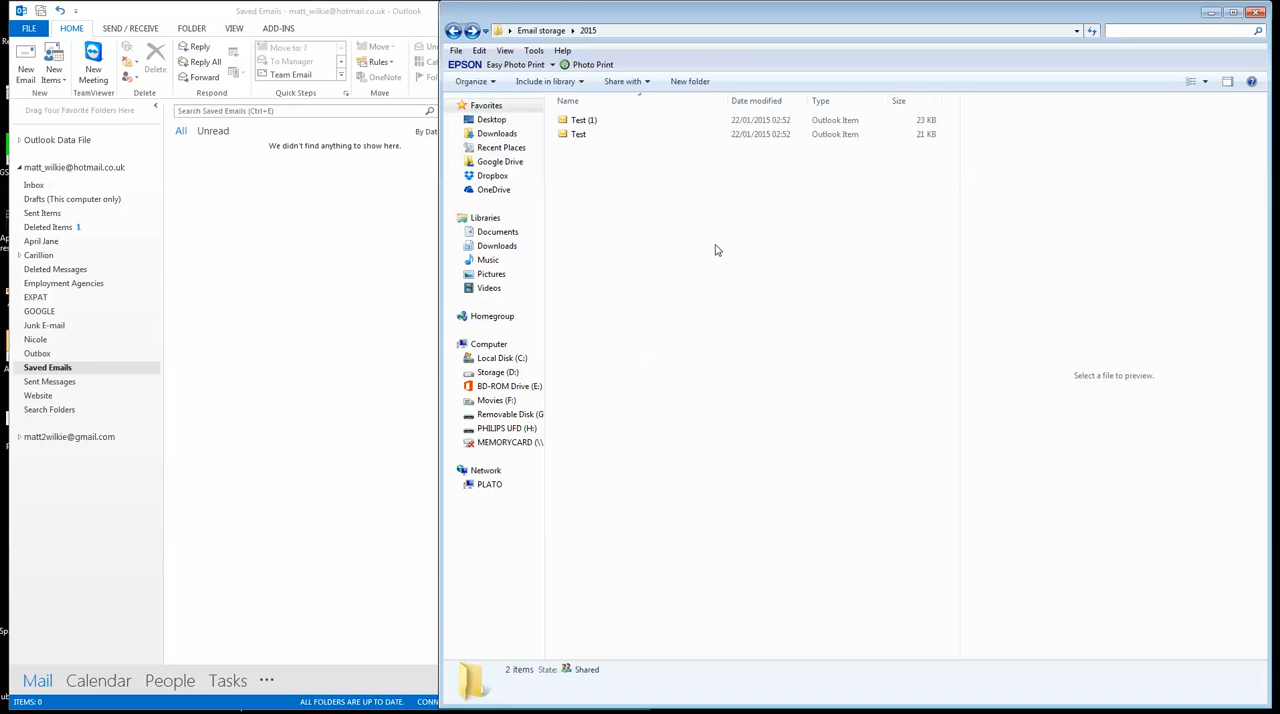 Saved Emails - matt_wilkie@hotmail.co.uk - Outlook
FILE HOME SEND / RECEIVE FOLDER VIEW ADD-INS
New Email
New Items
Delete
New Meeting
Reply
Reply All
Forward
Move to: ?
To Manager
Team Email
Move
Rules
OneNote
New Delete TeamViewer Respond Quick Steps Move
Drag Your Favorite Folders Here
Search Saved Emails (Ctrl+E)
All Unread
By Dat
We didn't find anything to show here.
Outlook Data File
matt_wilkie@hotmail.co.uk
Inbox
Drafts (This computer only)
Sent Items
Deleted Items 1
April Jane
Carillion
Deleted Messages
Employment Agencies
EXPAT
GOOGLE
Junk E-mail
Nicole
Outbox
Saved Emails
Sent Messages
Website
Search Folders
matt2wilkie@gmail.com
Mail Calendar People Tasks •••
ITEMS: 0
ALL FOLDERS ARE UP TO DATE.
CONN
Email storage 2015
File Edit View Tools Help
EPSON Easy Photo Print Photo Print
Organize Include in library Share with New folder
Favorites
Desktop
Downloads
Recent Places
Google Drive
Dropbox
OneDrive
Libraries
Documents
Downloads
Music
Pictures
Videos
Homegroup
Computer
Local Disk (C:)
Storage (D:)
BD-ROM Drive (E:)
Movies (F:)
Removable Disk (G
PHILIPS UFD (H:)
MEMORYCARD (\\
Network
PLATO
Name Date modified Type Size
Test (1) 22/01/2015 02:52 Outlook Item 23 KB
Test 22/01/2015 02:52 Outlook Item 21 KB
Select a file to preview.
2 items State: Shared